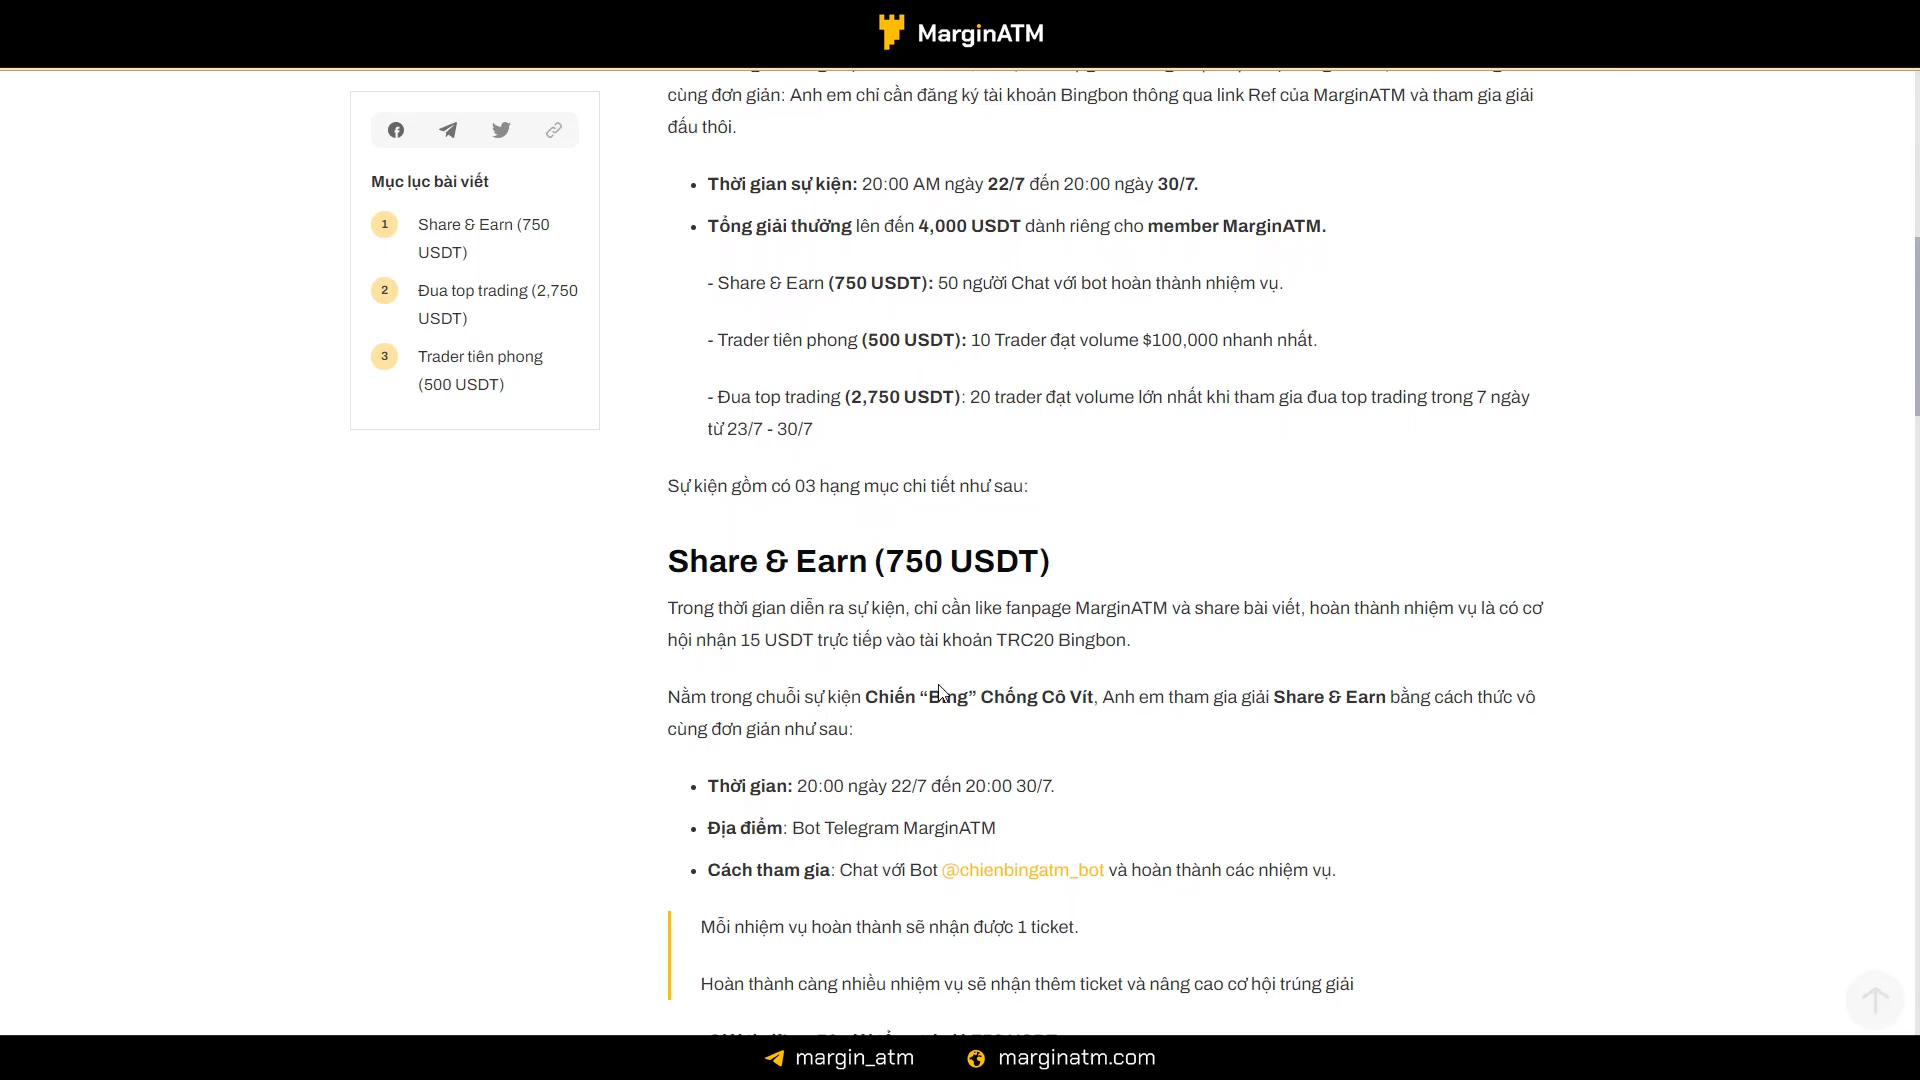 MarginATM
cùng đơn giản: Anh em chỉ cần đăng ký tài khoản Bingbon thông qua link Ref của MarginATM và tham gia giải
đấu thôi.
Mục lục bài viết
1 Share & Earn (750
USDT)
2 Đua top trading (2,750
USDT)
3 Trader tiên phong
(500 USDT)
• Thời gian sự kiện: 20:00 AM ngày 22/7 đến 20:00 ngày 30/7.
• Tổng giải thưởng lên đến 4,000 USDT dành riêng cho member MarginATM.
- Share & Earn (750 USDT): 50 người Chat với bot hoàn thành nhiệm vụ.
- Trader tiên phong (500 USDT): 10 Trader đạt volume $100,000 nhanh nhất.
- Đua top trading (2,750 USDT): 20 trader đạt volume lớn nhất khi tham gia đua top trading trong 7 ngày
từ 23/7 - 30/7
Sự kiện gồm có 03 hạng mục chi tiết như sau:
Share & Earn (750 USDT)
Trong thời gian diễn ra sự kiện, chỉ cần like fanpage MarginATM và share bài viết, hoàn thành nhiệm vụ là có cơ
hội nhận 15 USDT trực tiếp vào tài khoản TRC20 Bingbon.
Nằm trong chuỗi sự kiện Chiến “Bing” Chống Cô Vít, Anh em tham gia giải Share & Earn bằng cách thức vô
cùng đơn giản như sau:
• Thời gian: 20:00 ngày 22/7 đến 20:00 30/7.
• Địa điểm: Bot Telegram MarginATM
• Cách tham gia: Chat với Bot @chienbingatm_bot và hoàn thành các nhiệm vụ.
Mỗi nhiệm vụ hoàn thành sẽ nhận được 1 ticket.
Hoàn thành càng nhiều nhiệm vụ sẽ nhận thêm ticket và nâng cao cơ hội trúng giải
margin_atm
marginatm.com